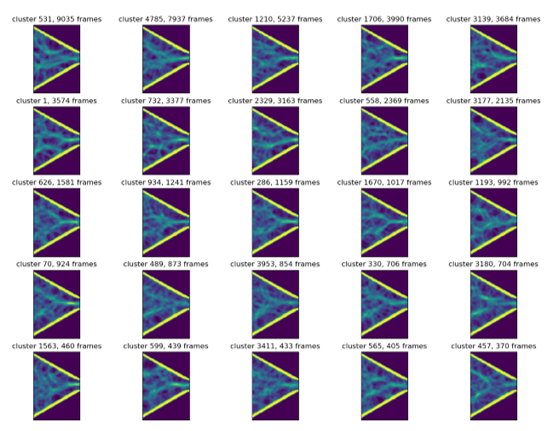 cluster 531, 9035 frames
cluster 4785, 7937 frames
cluster 1210, 5237 frames
cluster 1706, 3990 frames
cluster 3139, 3684 frames
cluster 1, 3574 frames
cluster 732, 3377 frames
cluster 2329, 3163 frames
cluster 558, 2369 frames
cluster 3177, 2135 frames
cluster 626, 1581 frames
cluster 934, 1241 frames
cluster 286, 1159 frames
cluster 1670, 1017 frames
cluster 1193, 992 frames
cluster 70, 924 frames
cluster 489, 873 frames
cluster 3953, 854 frames
cluster 330, 706 frames
cluster 3180, 704 frames
cluster 1563, 460 frames
cluster 599, 439 frames
cluster 3411, 433 frames
cluster 565, 405 frames
cluster 457, 370 frames